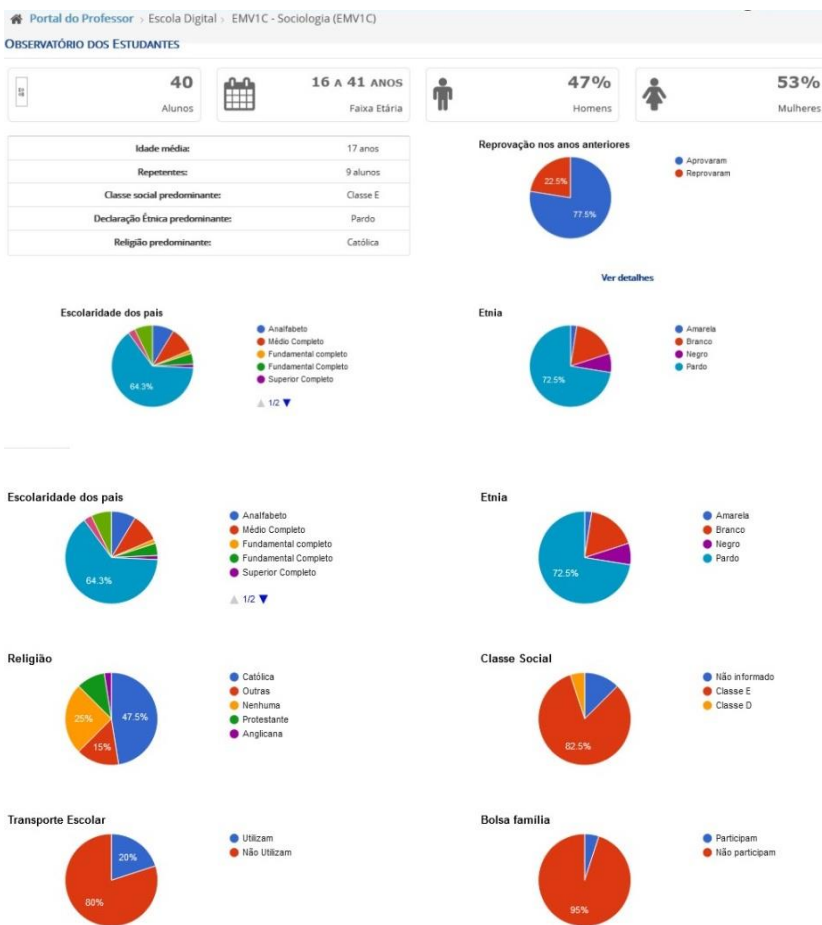 Portal do Professor › Escola Digital › EMV1C - Sociologia (EMV1C)
OBSERVATÓRIO DOS ESTUDANTES
40
Alunos
16 A 41 ANOS
Faixa Etária
47%
Homens
53%
Mulheres
Idade média: 17 anos
Repetentes: 9 alunos
Classe social predominante: Classe E
Declaração Étnica predominante: Pardo
Religião predominante: Católica
Reprovação nos anos anteriores
22.5%
77.5%
Aprovaram
Reprovaram
Ver detalhes
Escolaridade dos pais
64.3%
Analfabeto
Médio Completo
Fundamental completo
Fundamental Completo
Superior Completo
1/2
Etnia
72.5%
Amarela
Branco
Negro
Pardo
Escolaridade dos pais
64.3%
Analfabeto
Médio Completo
Fundamental completo
Fundamental Completo
Superior Completo
1/2
Etnia
72.5%
Amarela
Branco
Negro
Pardo
Religião
47.5%
25%
15%
Católica
Outras
Nenhuma
Protestante
Anglicana
Classe Social
82.5%
Não informado
Classe E
Classe D
Transporte Escolar
20%
80%
Utilizam
Não Utilizam
Bolsa família
95%
Participam
Não participam